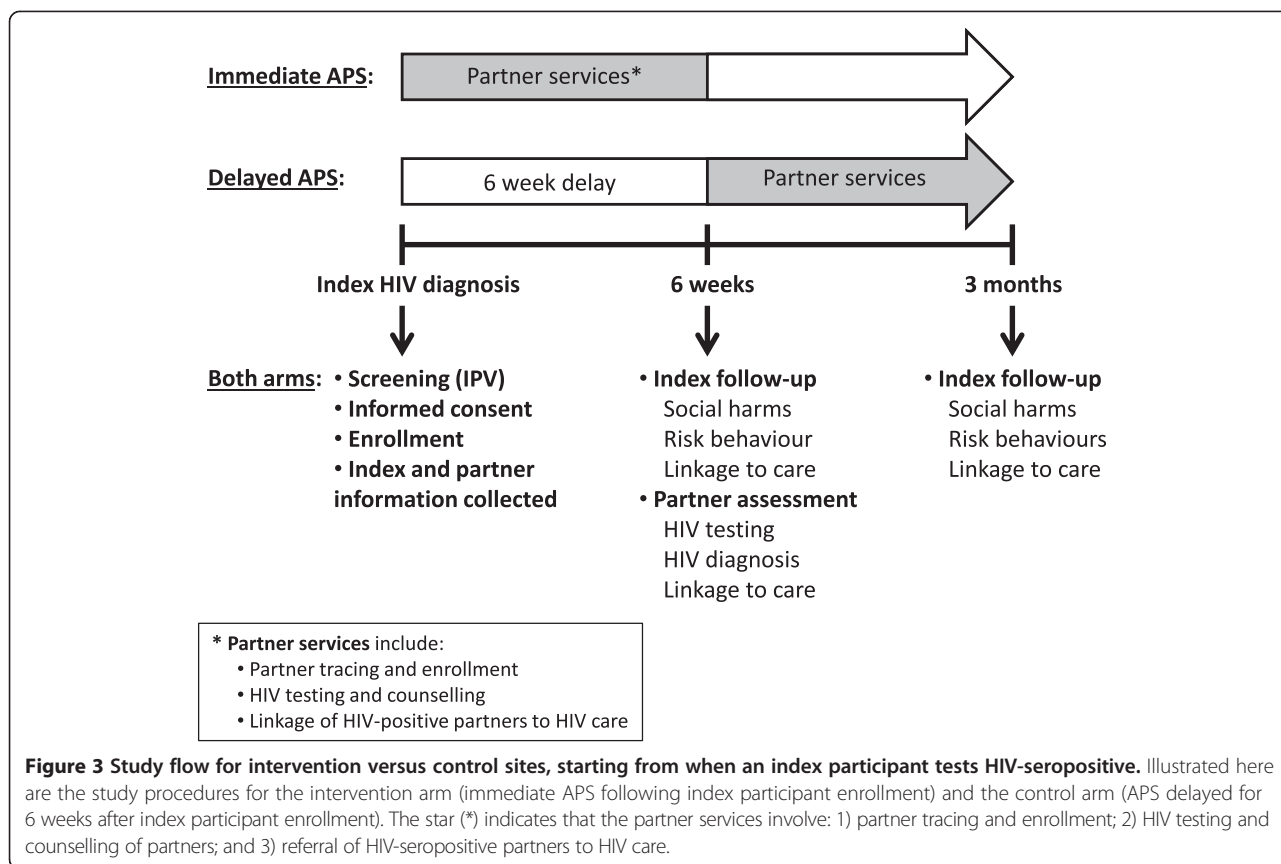 Immediate APS:
Partner services*
Delayed APS:
6 week delay
Partner services
Index HIV diagnosis
6 weeks
3 months
Both arms:
• Screening (IPV)
• Informed consent
• Enrollment
• Index and partner
information collected
• Index follow-up
Social harms
Risk behaviour
Linkage to care
• Partner assessment
HIV testing
HIV diagnosis
Linkage to care
• Index follow-up
Social harms
Risk behaviours
Linkage to care
* Partner services include:
• Partner tracing and enrollment
• HIV testing and counselling
• Linkage of HIV-positive partners to HIV care
Figure 3 Study flow for intervention versus control sites, starting from when an index participant tests HIV-seropositive. Illustrated here
are the study procedures for the intervention arm (immediate APS following index participant enrollment) and the control arm (APS delayed for
6 weeks after index participant enrollment). The star (*) indicates that the partner services involve: 1) partner tracing and enrollment; 2) HIV testing and
counselling of partners; and 3) referral of HIV-seropositive partners to HIV care.